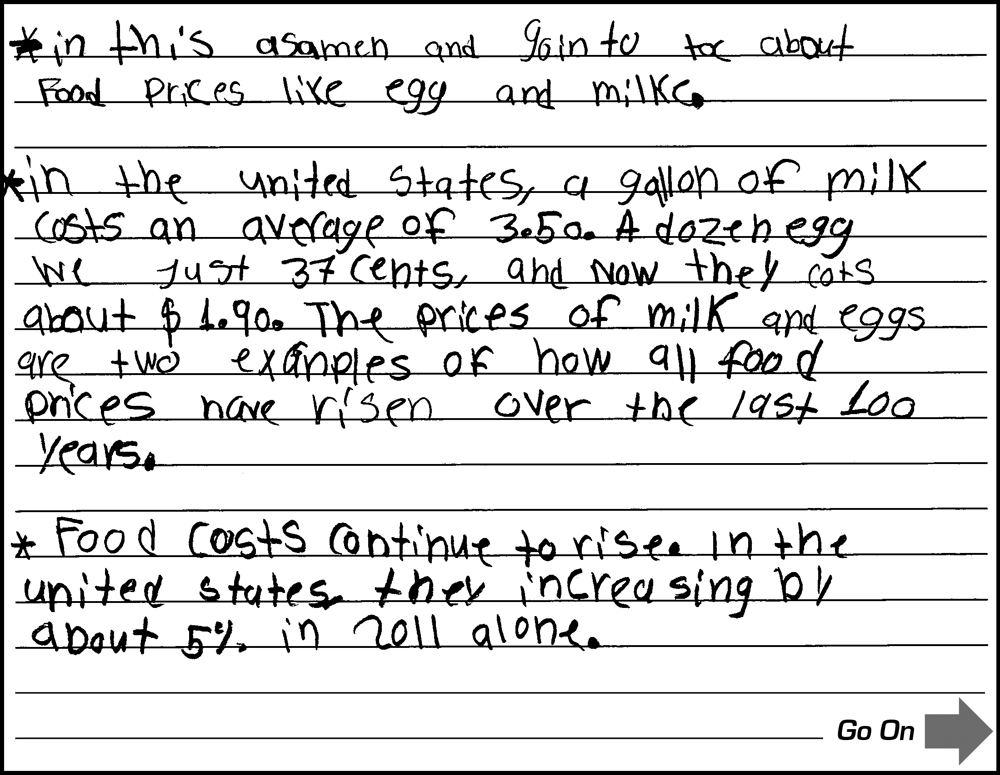 * in this asamen and gointo toc about
Food prices like egg and milke.
* in the united states, a gallon of milk
costs an average of 3.50. A dozen egg
we Just 37 cents, and Now they cots
about $1.90. The prices of milk and eggs
are two exanples of how all food
prices have risen over the last 100
years.
* Food costs continue to rise. In the
united states, they increasing by
about 5%. in 2011 alone.
Go On